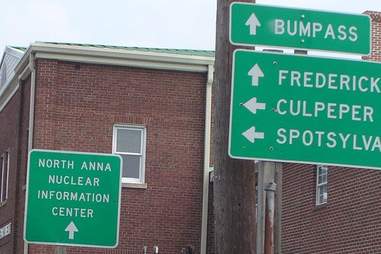 BUMPASS
FREDERICK
CULPEPER
SPOTSYLVA
NORTH ANNA
NUCLEAR
INFORMATION
CENTER